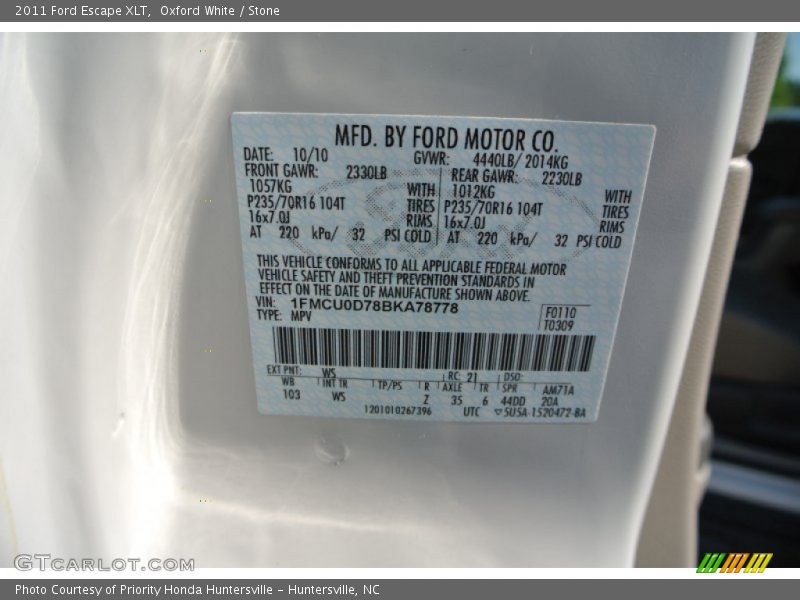 2011 Ford Escape XLT, Oxford White / Stone
MFD. BY FORD MOTOR CO.
DATE: 10/10 GVWR: 4440LB/ 2014KG
FRONT GAWR: 2330LB REAR GAWR: 2230LB
1057KG WITH 1012KG WITH
P235/70R16 104T TIRES P235/70R16 104T TIRES
16x7.0J RIMS 16x7.0J RIMS
AT 220 kPa/ 32 PSI COLD AT 220 kPa/ 32 PSI COLD
THIS VEHICLE CONFORMS TO ALL APPLICABLE FEDERAL MOTOR
VEHICLE SAFETY AND THEFT PREVENTION STANDARDS IN
EFFECT ON THE DATE OF MANUFACTURE SHOWN ABOVE.
VIN: 1FMCU0D78BKA78778 F0110
TYPE: MPV T0309
EXT PNT: WS RC: 21 DSO:
WB INT TR TP/PS R AXLE TR SPR AM71A
103 WS Z 35 6 44DD 20A
1201010267396 UTC ▽5U5A-1520472-BA
GTCARLOT.COM
Photo Courtesy of Priority Honda Huntersville - Huntersville, NC